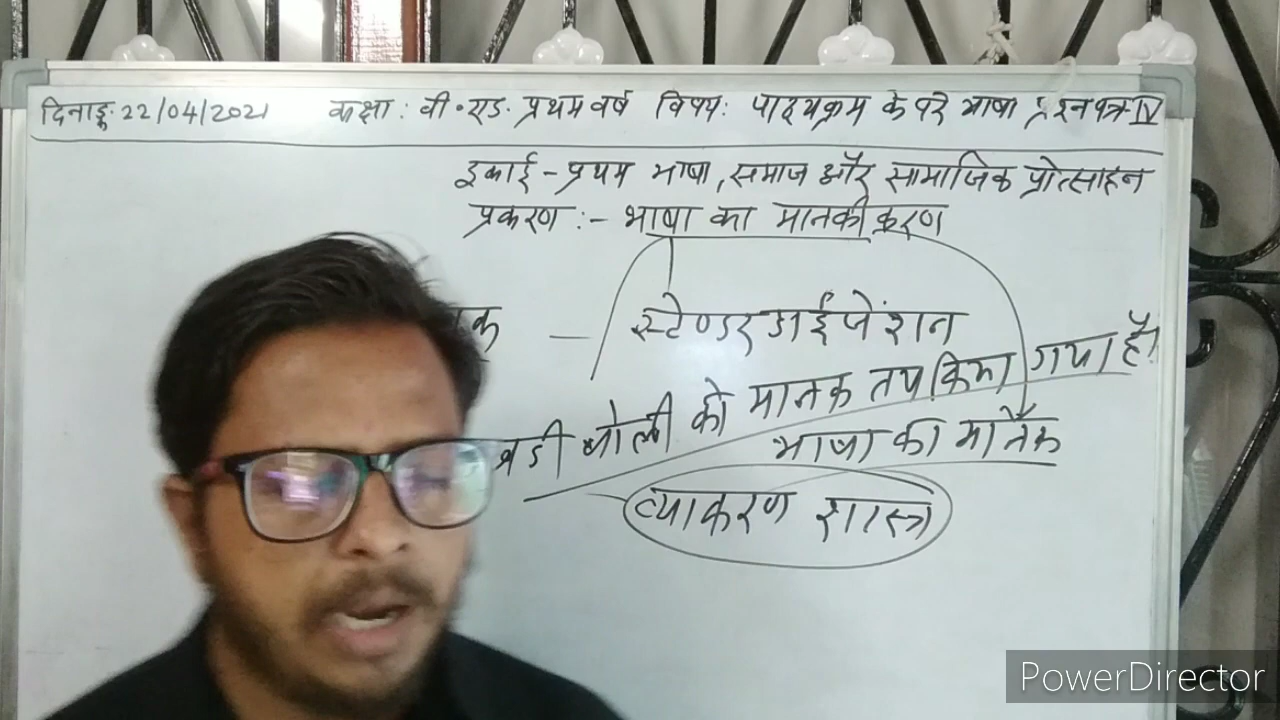 दिनाङ्क: 22/04/2021 कक्षा: बी.एड. प्रथम वर्ष विषय: पाठ्यक्रम के परे भाषा प्रश्नपत्र-IV
इकाई - प्रथम भाषा, समाज और सामाजिक प्रोत्साहन
प्रकरण :- भाषा का मानकीकरण
क — स्टेण्डरडाईजेंशन
खडी बोली को मानक तय किया गया है।
भाषा का मानक
व्याकरण शास्त्र
PowerDirector